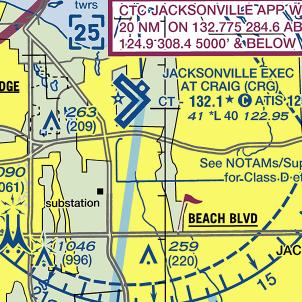 twrs
CTC JACKSONVILLE APP W
20 NM ON 132.775 284.6 AB
124.9 308.4 5000' & BELOW
25
JACKSONVILLE EXEC
AT CRAIG (CRG)
CT - 132.1 ★ C ATIS 12
41 *L 40 122.95
DGE
263
(209)
See NOTAMs/Sup
for Class D ef
090
061)
substation
BEACH BLVD
1046
(996)
259
(220)
JAC
15